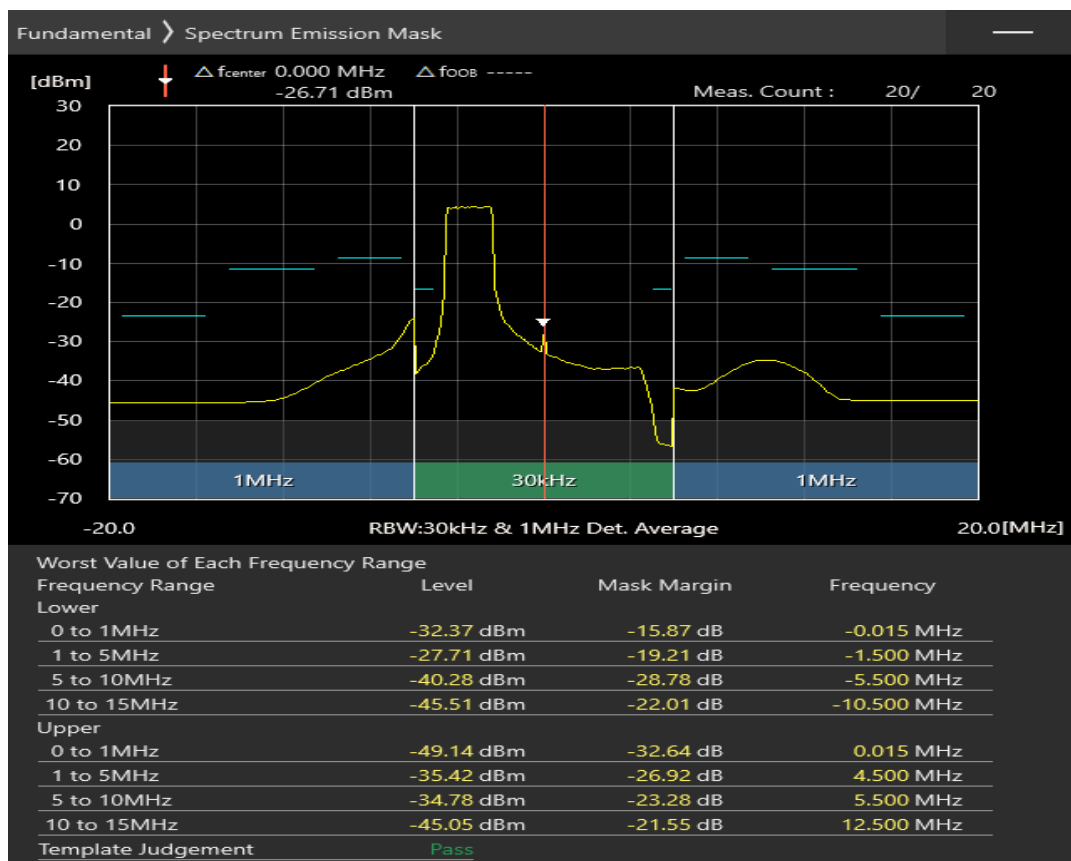 Fundamental ❯ Spectrum Emission Mask
△ fcenter 0.000 MHz △ fOOB -----
[dBm] -26.71 dBm Meas. Count : 20/ 20
30
20
10
0
-10
-20
-30
-40
-50
-60
1MHz 30kHz 1MHz
-70
-20.0 RBW:30kHz & 1MHz Det. Average 20.0[MHz]
Worst Value of Each Frequency Range
Frequency Range Level Mask Margin Frequency
Lower
0 to 1MHz -32.37 dBm -15.87 dB -0.015 MHz
1 to 5MHz -27.71 dBm -19.21 dB -1.500 MHz
5 to 10MHz -40.28 dBm -28.78 dB -5.500 MHz
10 to 15MHz -45.51 dBm -22.01 dB -10.500 MHz
Upper
0 to 1MHz -49.14 dBm -32.64 dB 0.015 MHz
1 to 5MHz -35.42 dBm -26.92 dB 4.500 MHz
5 to 10MHz -34.78 dBm -23.28 dB 5.500 MHz
10 to 15MHz -45.05 dBm -21.55 dB 12.500 MHz
Template Judgement Pass